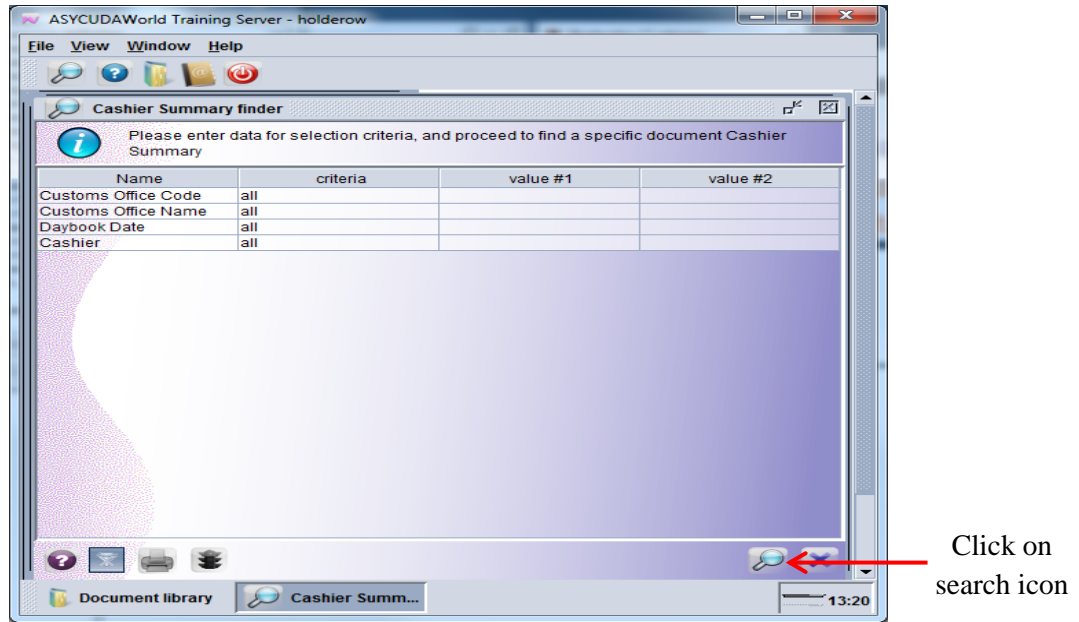 ASYCUDAWorld Training Server - holderow
File View Window Help
Cashier Summary finder
Please enter data for selection criteria, and proceed to find a specific document Cashier
Summary
Name criteria value #1 value #2
Customs Office Code all
Customs Office Name all
Daybook Date all
Cashier all
Click on
search icon
Document library Cashier Summ... 13:20